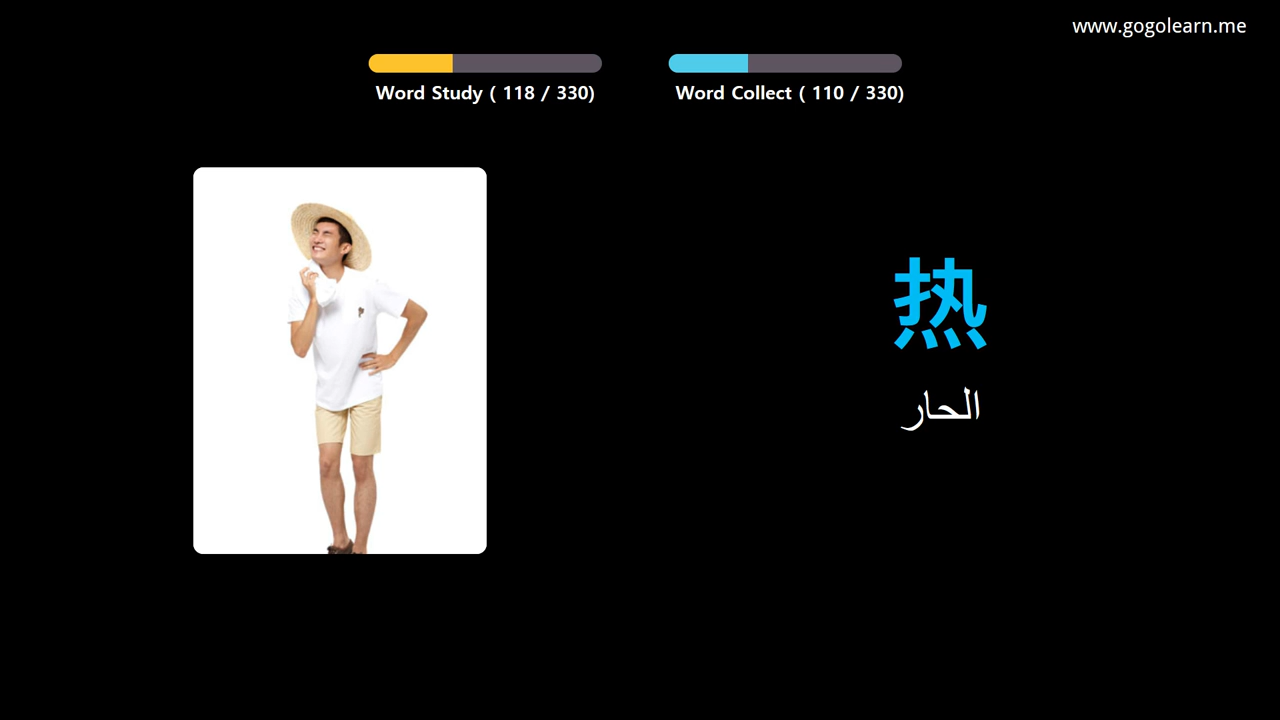 www.gogolearn.me
Word Study ( 118 / 330)
Word Collect ( 110 / 330)
热
الحار